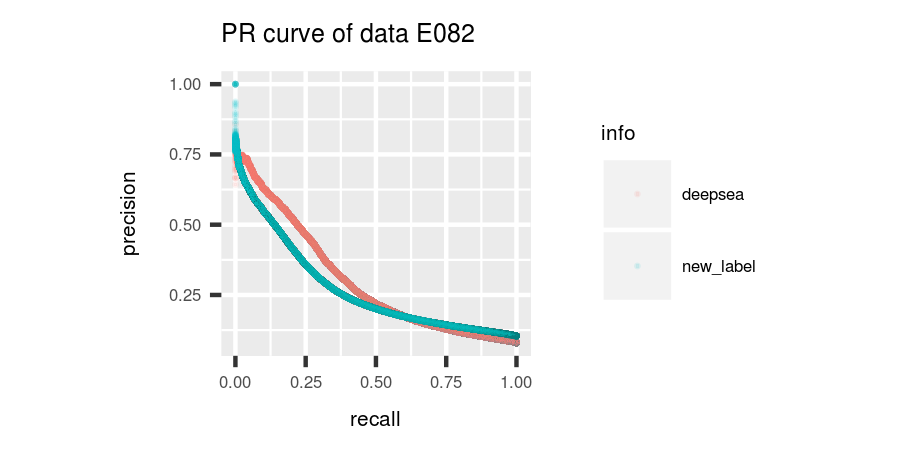 PR curve of data E082
1.00
0.75
0.50
0.25
precision
0.00 0.25 0.50 0.75 1.00
recall
info
deepsea
new_label